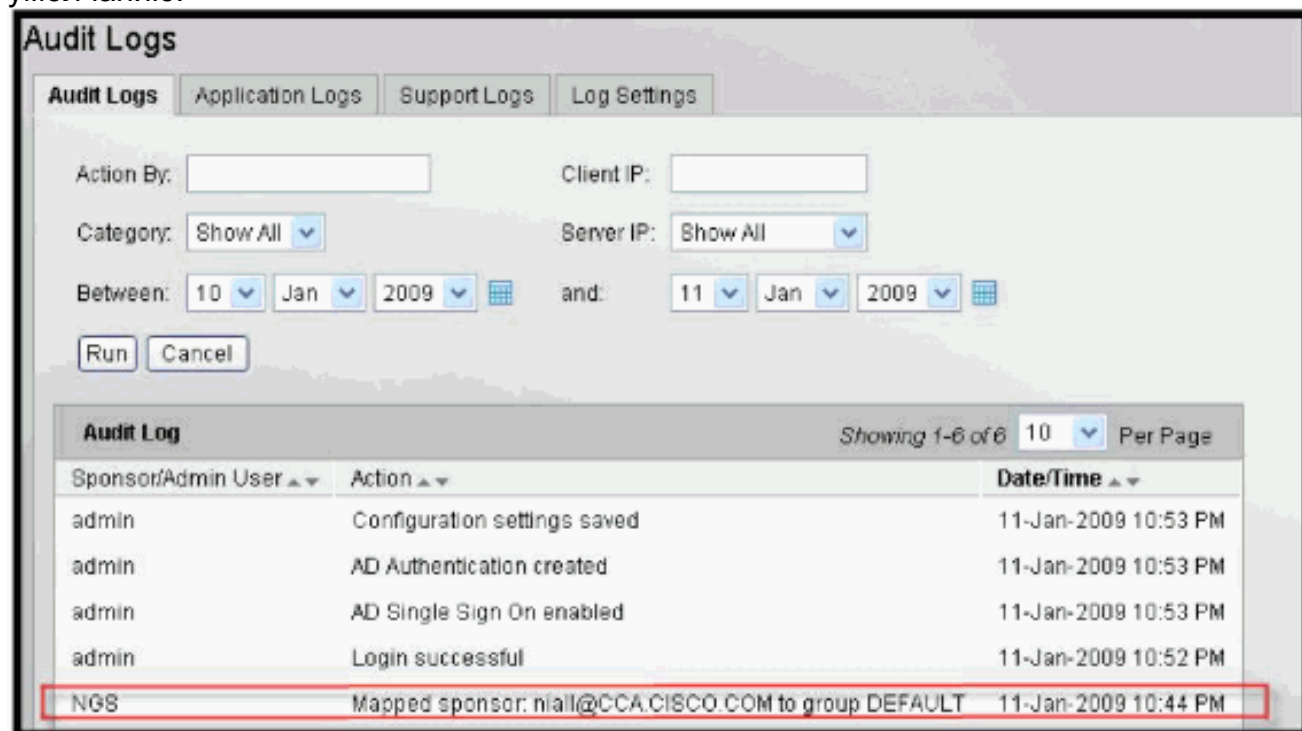 Audit Logs
Audit Logs Application Logs Support Logs Log Settings
Action By: Client IP:
Category: Show All Server IP: Show All
Between: 10 Jan 2009 and: 11 Jan 2009
Run Cancel
Audit Log Showing 1-6 of 6 10 Per Page
Sponsor/Admin User Action Date/Time
admin Configuration settings saved 11-Jan-2009 10:53 PM
admin AD Authentication created 11-Jan-2009 10:53 PM
admin AD Single Sign On enabled 11-Jan-2009 10:53 PM
admin Login successful 11-Jan-2009 10:52 PM
NGS Mapped sponsor: niall@CCA.CISCO.COM to group DEFAULT 11-Jan-2009 10:44 PM